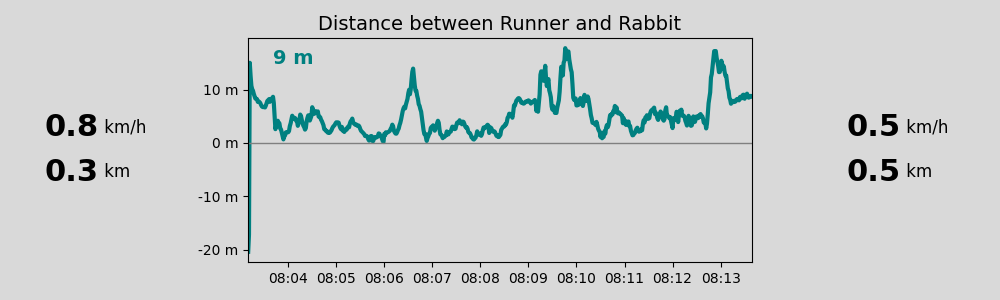 Distance between Runner and Rabbit
9 m
0.8 km/h
0.3 km
10 m
0 m
-10 m
-20 m
08:04 08:05 08:06 08:07 08:08 08:09 08:10 08:11 08:12 08:13
0.5 km/h
0.5 km